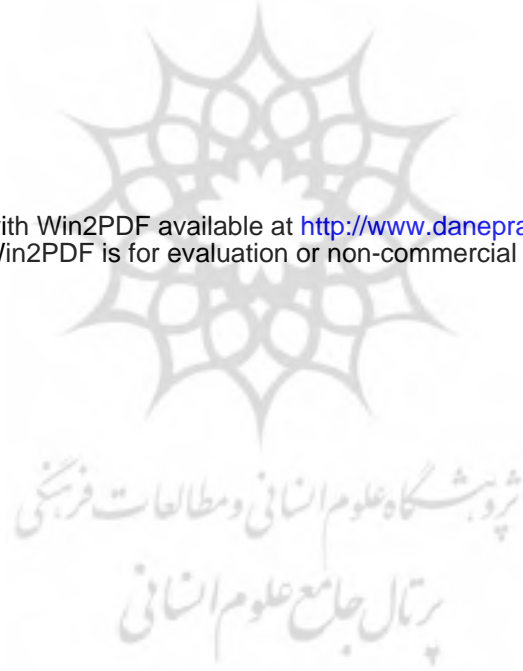 ith Win2PDF available at http://www.danepra
Vin2PDF is for evaluation or non-commercial
پژوهشگاه علوم انسانی و مطالعات فرهنگی
پرتال جامع علوم انسانی